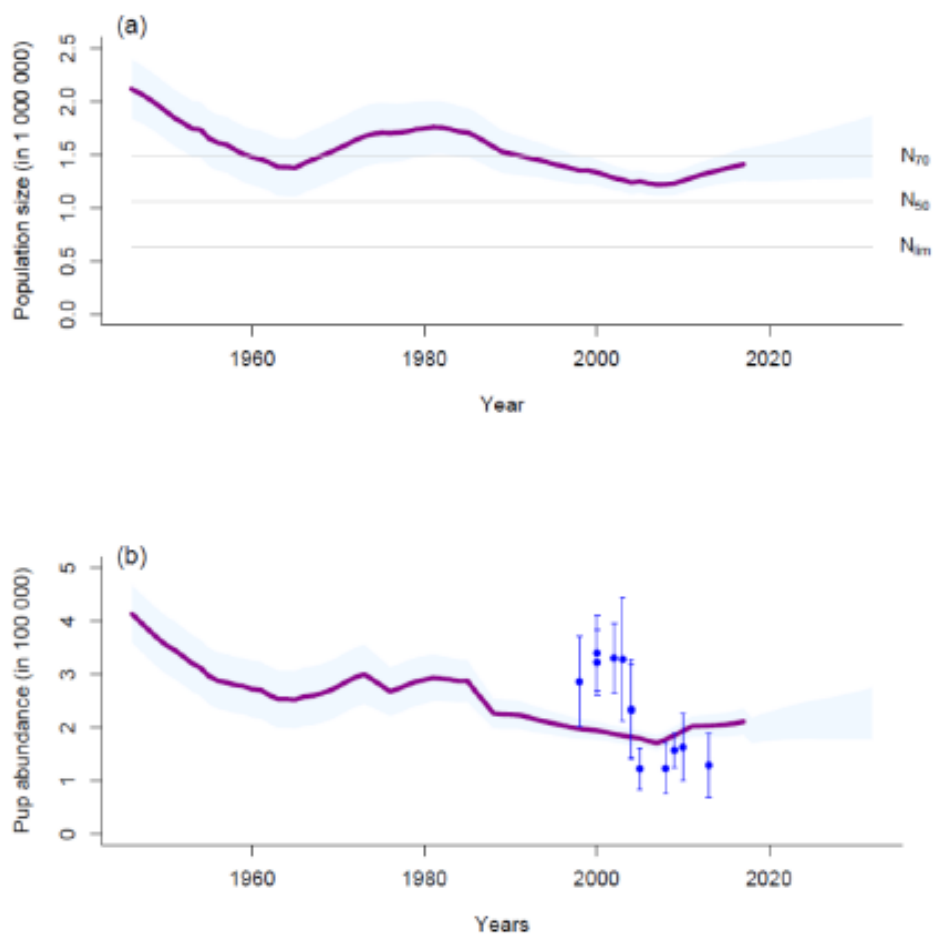 (a)
Population size (in 1 000 000)
2.5
2.0
1.5
1.0
0.5
0.0
N70
N50
Nlim
1960 1980 2000 2020
Year
(b)
Pup abundance (in 100 000)
5
4
3
2
1
0
1960 1980 2000 2020
Years